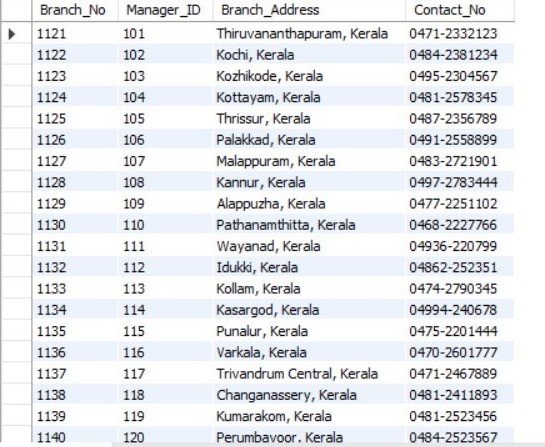 Branch_No Manager_ID Branch_Address Contact_No
1121 101 Thiruvananthapuram, Kerala 0471-2332123
1122 102 Kochi, Kerala 0484-2381234
1123 103 Kozhikode, Kerala 0495-2304567
1124 104 Kottayam, Kerala 0481-2578345
1125 105 Thrissur, Kerala 0487-2356789
1126 106 Palakkad, Kerala 0491-2558899
1127 107 Malappuram, Kerala 0483-2721901
1128 108 Kannur, Kerala 0497-2783444
1129 109 Alappuzha, Kerala 0477-2251102
1130 110 Pathanamthitta, Kerala 0468-2227766
1131 111 Wayanad, Kerala 04936-220799
1132 112 Idukki, Kerala 04862-252351
1133 113 Kollam, Kerala 0474-2790345
1134 114 Kasargod, Kerala 04994-240678
1135 115 Punalur, Kerala 0475-2201444
1136 116 Varkala, Kerala 0470-2601777
1137 117 Trivandrum Central, Kerala 0471-2467889
1138 118 Changanassery, Kerala 0481-2411893
1139 119 Kumarakom, Kerala 0481-2523456
1140 120 Perumbavoor, Kerala 0484-2523567